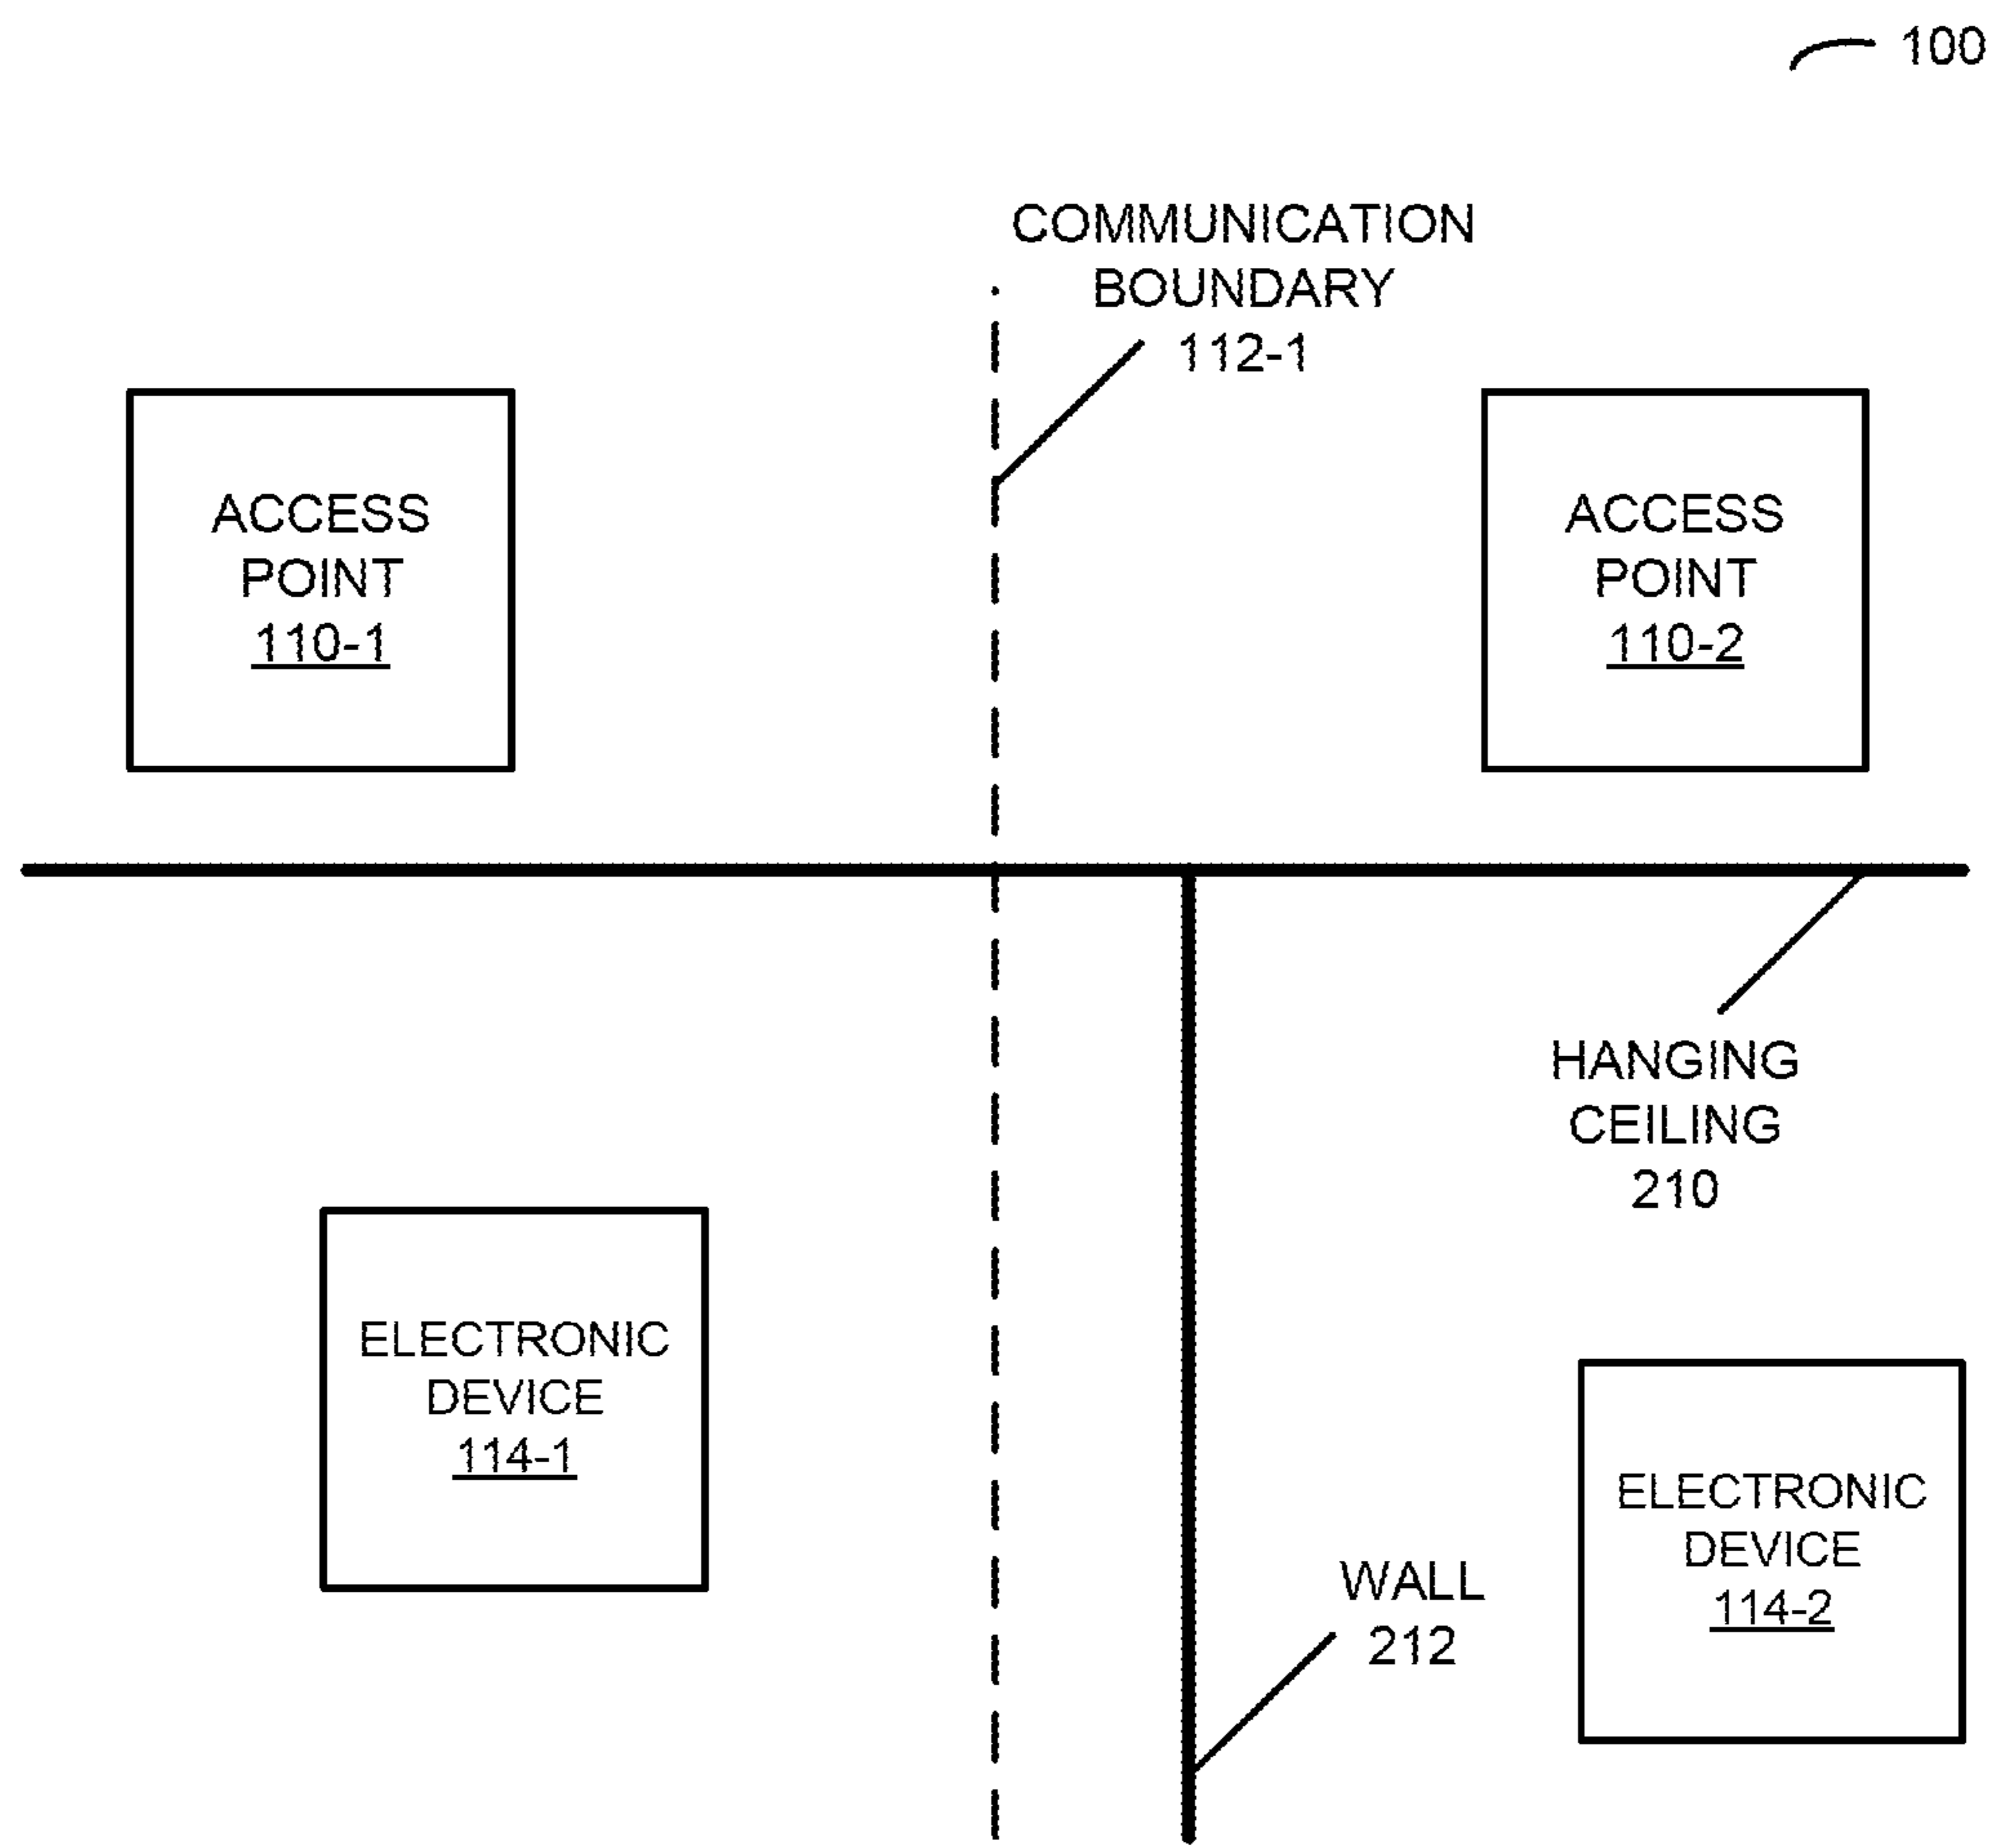 100
COMMUNICATION
BOUNDARY
112-1
ACCESS
POINT
110-1
ACCESS
POINT
110-2
HANGING
CEILING
210
ELECTRONIC
DEVICE
114-1
ELECTRONIC
DEVICE
114-2
WALL
212